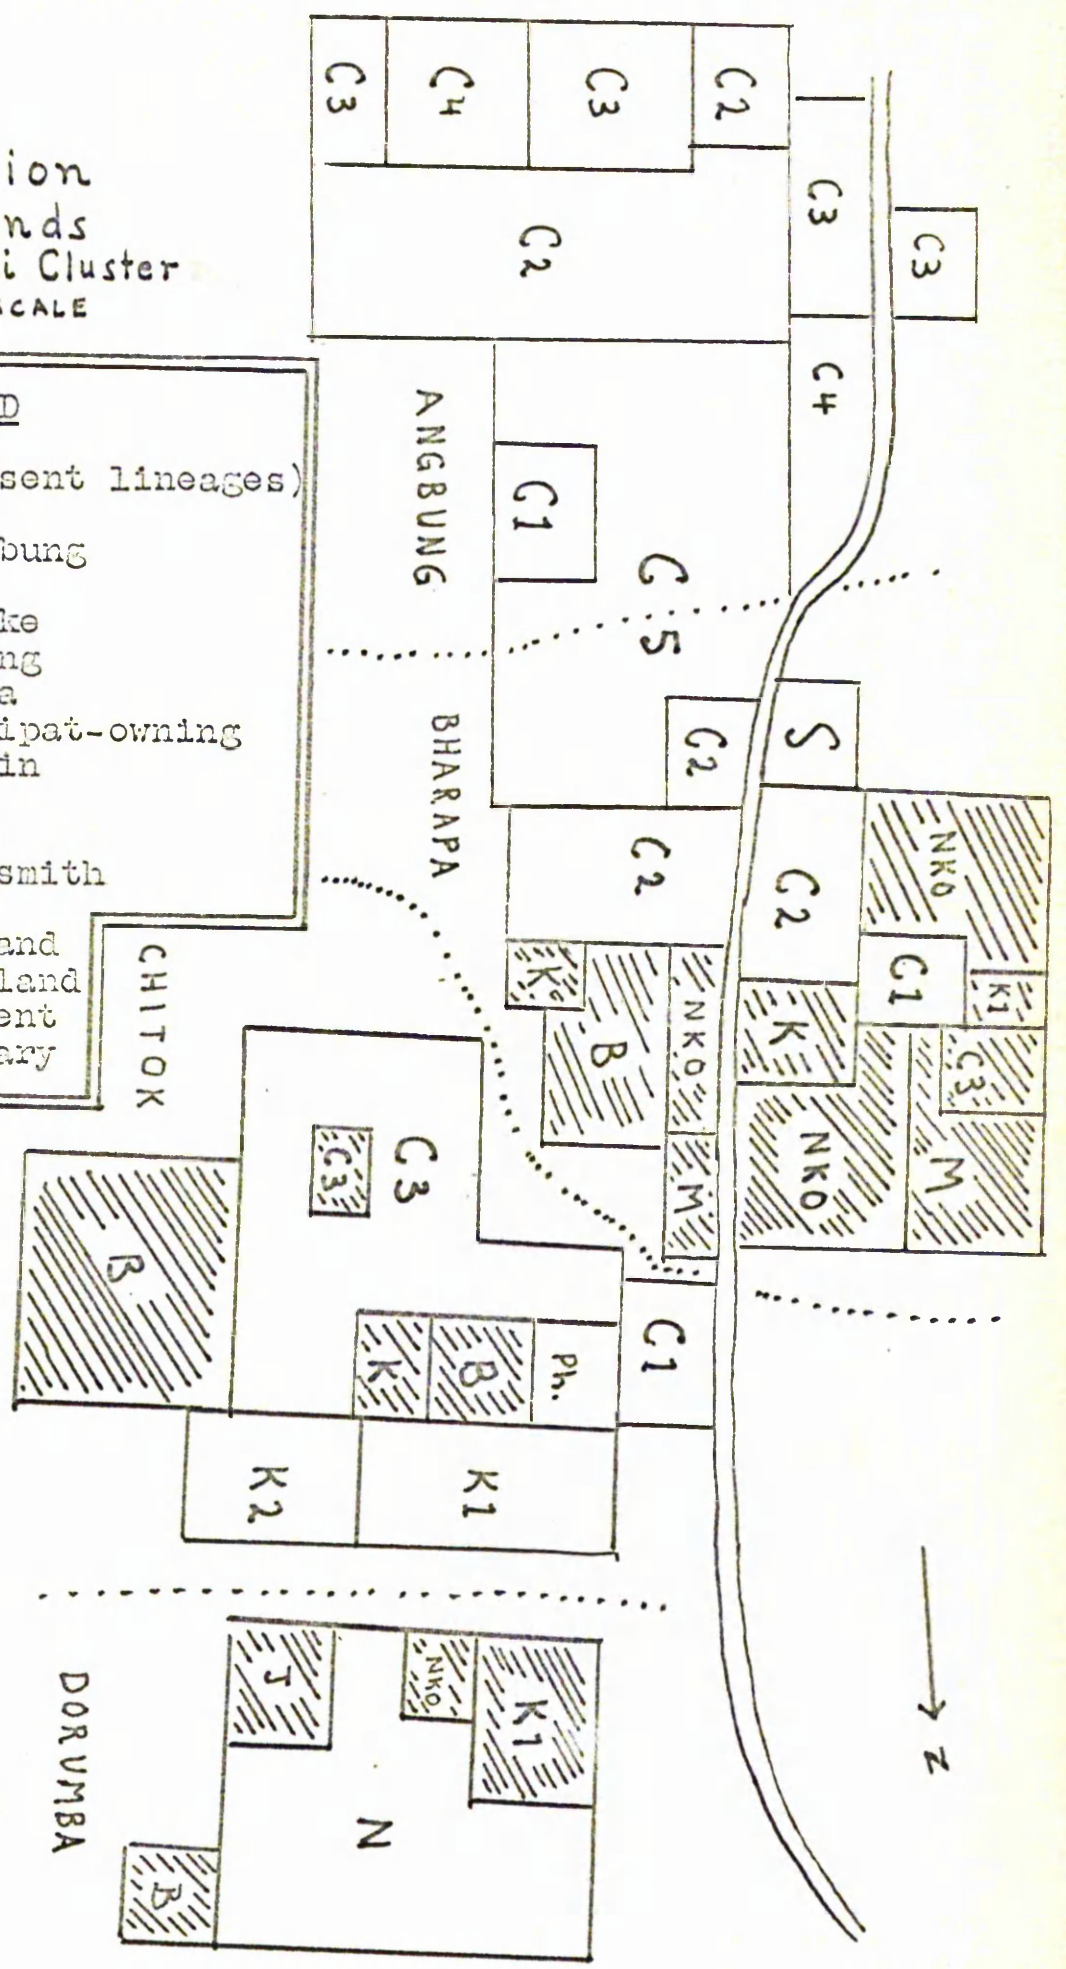 ion
nds
i Cluster
SCALE
D
sent lineages)
bung
ke
ng
a
ipat-owning
in
smith
and
land
ent
ary
C3
C4
C3
C2
C2
C3
C3
C4
ANGBUNG
C1
C5
BHARAPA
S
C2
C2
C2
NKO
C1
K1
C3
K
NKO
M
K
B
NKO
M
CHITOK
C3
C3
B
K
B
Ph.
C1
K2
K1
N
DORUMBA
J
NKO
K1
N
B